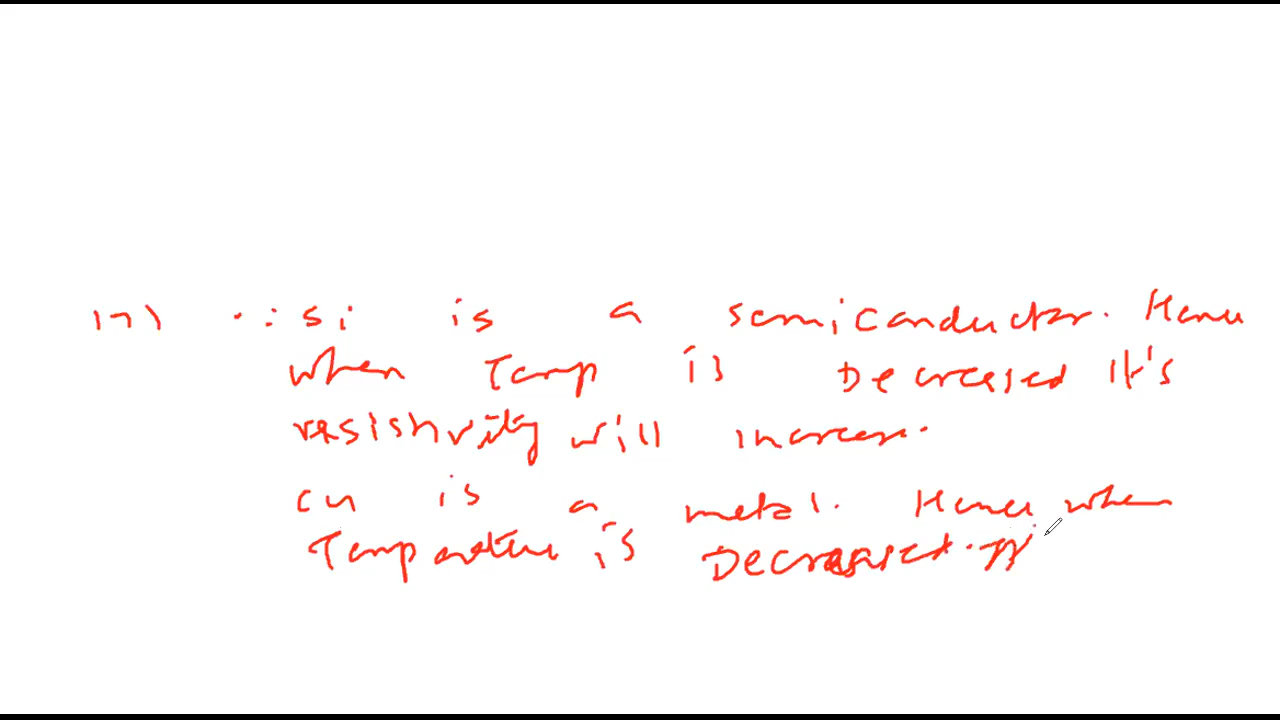 17) ∵ Si is a semiconductor. Hence
when Temp is Decreased it's
resistivity will increase.
Cu is a metal. Hence when
Temperature is Decreased.